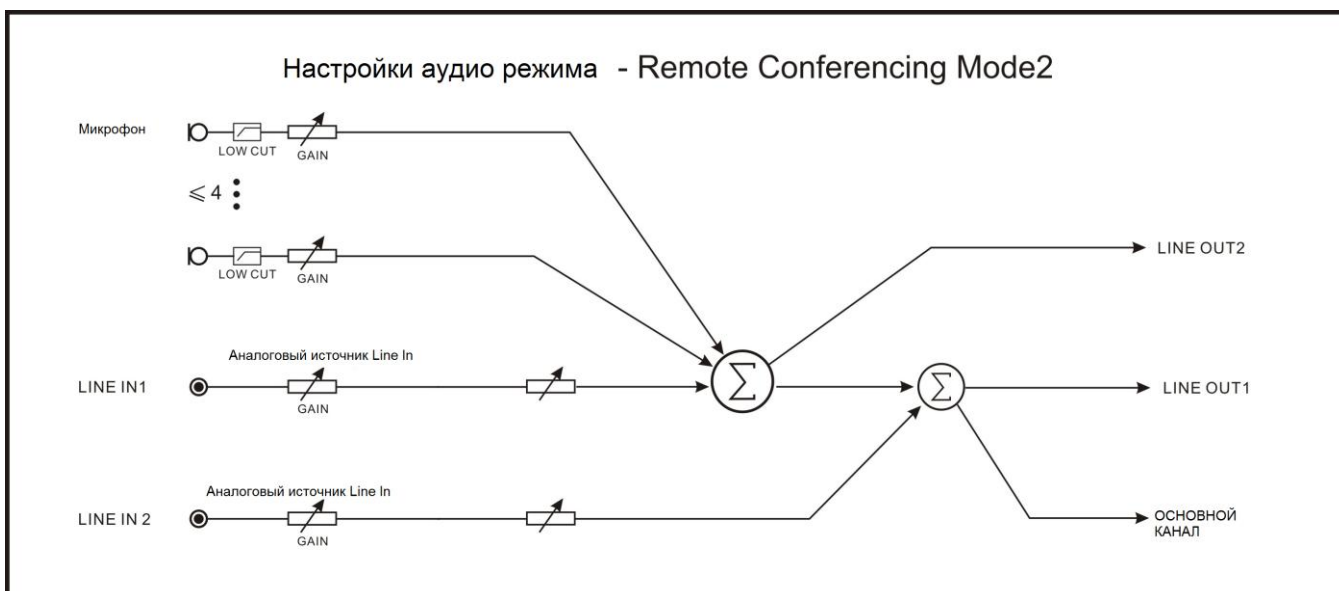 Настройки аудио режима - Remote Conferencing Mode2
Микрофон
LOW CUT
GAIN
≤ 4
LOW CUT
GAIN
LINE OUT2
Аналоговый источник Line In
LINE IN1
GAIN
Σ
Σ
LINE OUT1
Аналоговый источник Line In
LINE IN 2
GAIN
ОСНОВНОЙ
КАНАЛ